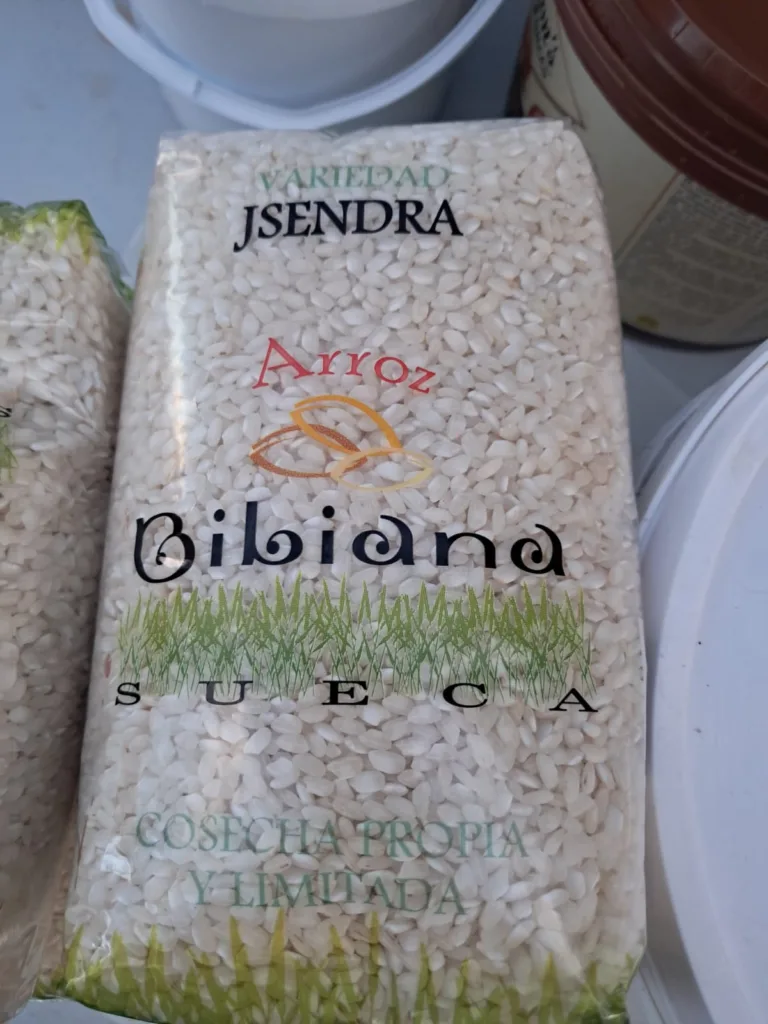 VARIEDAD
JSENDRA
Arroz
Bibiana
SUECA
COSECHA PROPIA
Y LIMITADA